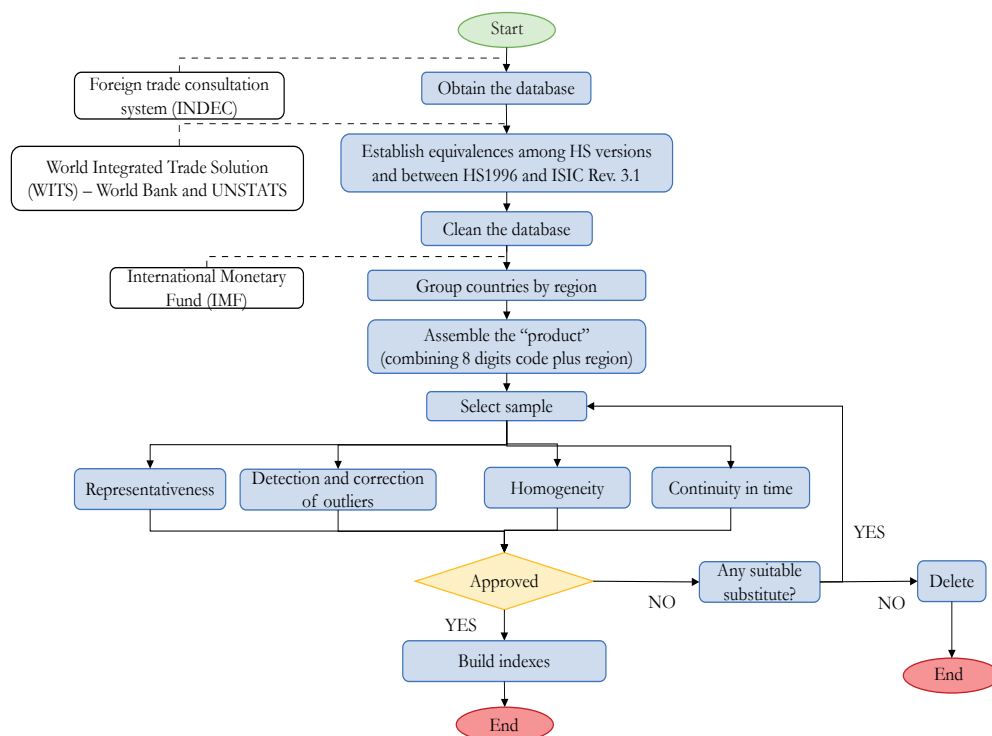 Start
Foreign trade consultation
system (INDEC)
Obtain the database
World Integrated Trade Solution
(WITS) – World Bank and UNSTATS
Establish equivalences among HS versions
and between HS1996 and ISIC Rev. 3.1
Clean the database
International Monetary
Fund (IMF)
Group countries by region
Assemble the “product”
(combining 8 digits code plus region)
Select sample
Representativeness
Detection and correction
of outliers
Homogeneity
Continuity in time
YES
Approved
NO
Any suitable
substitute?
NO
Delete
YES
Build indexes
End
End